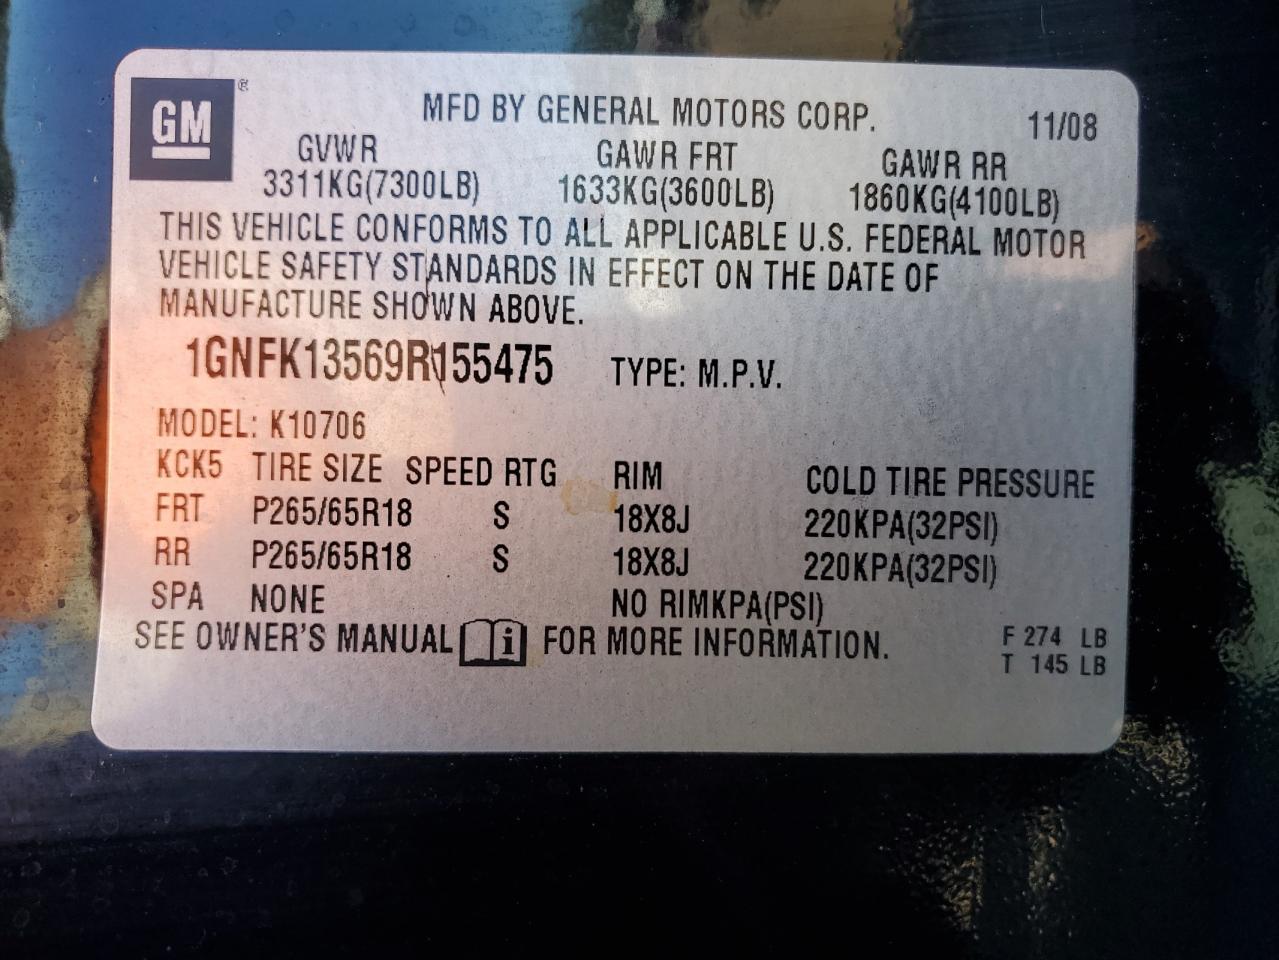 GM®
MFD BY GENERAL MOTORS CORP. 11/08
GVWR GAWR FRT GAWR RR
3311KG(7300LB) 1633KG(3600LB) 1860KG(4100LB)
THIS VEHICLE CONFORMS TO ALL APPLICABLE U.S. FEDERAL MOTOR
VEHICLE SAFETY STANDARDS IN EFFECT ON THE DATE OF
MANUFACTURE SHOWN ABOVE.
1GNFK13569R155475 TYPE: M.P.V.
MODEL: K10706
KCK5 TIRE SIZE SPEED RTG RIM COLD TIRE PRESSURE
FRT P265/65R18 S 18X8J 220KPA(32PSI)
RR P265/65R18 S 18X8J 220KPA(32PSI)
SPA NONE NO RIMKPA(PSI)
SEE OWNER'S MANUAL i FOR MORE INFORMATION. F 274 LB
T 145 LB